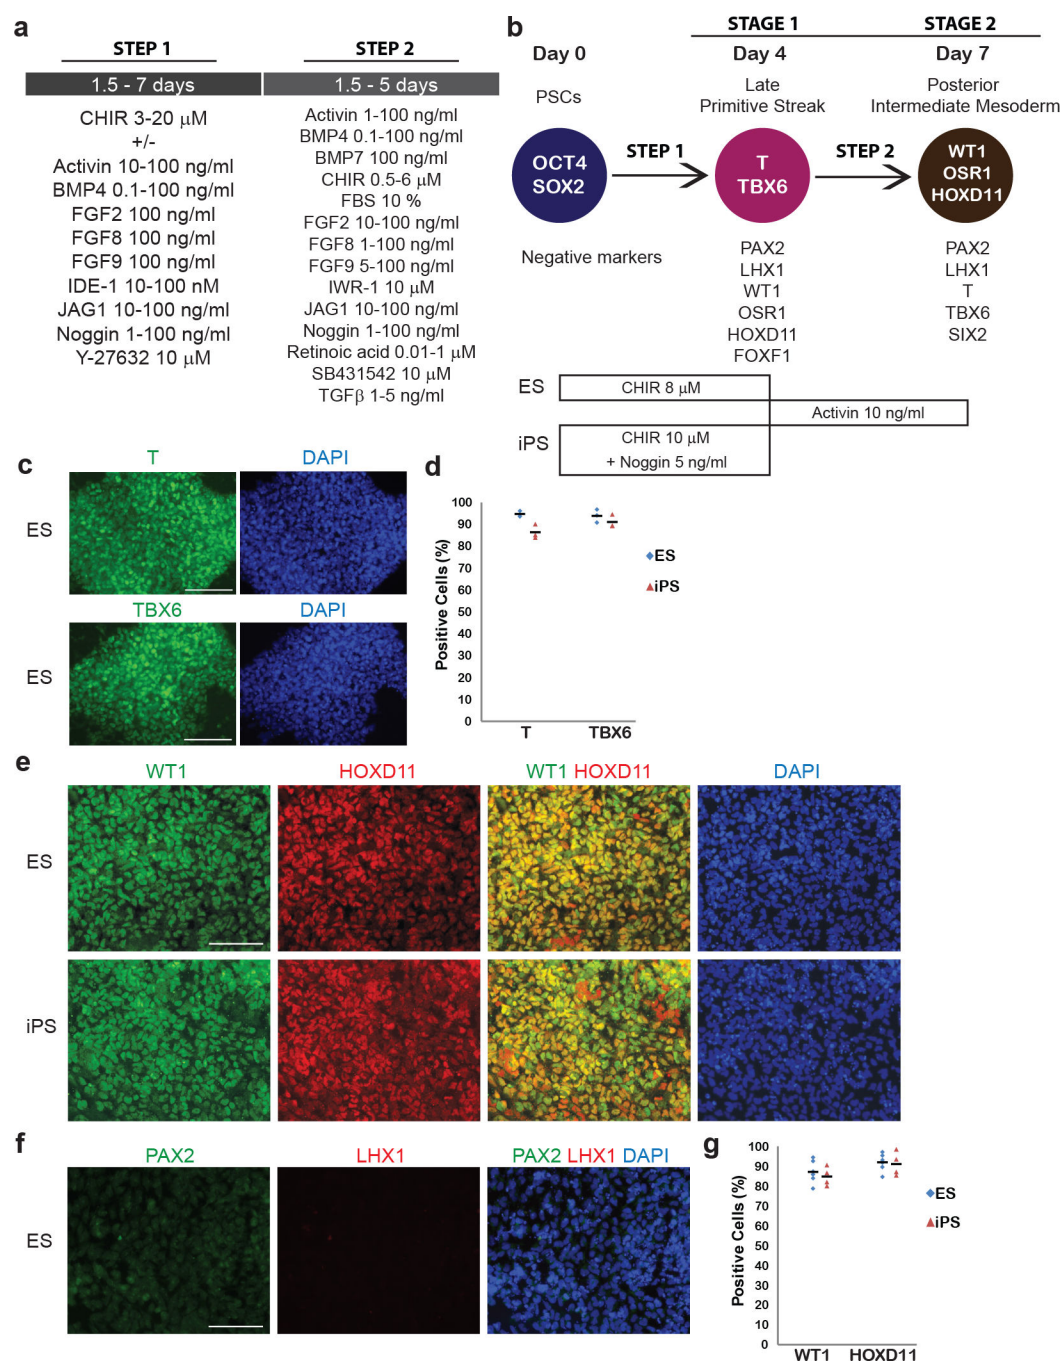 a
STEP 1
STEP 2
1.5 - 7 days
1.5 - 5 days
CHIR 3-20 μM
+/-
Activin 10-100 ng/ml
BMP4 0.1-100 ng/ml
FGF2 100 ng/ml
FGF8 100 ng/ml
FGF9 100 ng/ml
IDE-1 10-100 nM
JAG1 10-100 ng/ml
Noggin 1-100 ng/ml
Y-27632 10 μM
Activin 1-100 ng/ml
BMP4 0.1-100 ng/ml
BMP7 100 ng/ml
CHIR 0.5-6 μM
FBS 10 %
FGF2 10-100 ng/ml
FGF8 1-100 ng/ml
FGF9 5-100 ng/ml
IWR-1 10 μM
JAG1 10-100 ng/ml
Noggin 1-100 ng/ml
Retinoic acid 0.01-1 μM
SB431542 10 μM
TGFβ 1-5 ng/ml
b
STAGE 1
STAGE 2
Day 0
Day 4
Day 7
PSCs
Late
Primitive Streak
Posterior
Intermediate Mesoderm
OCT4
SOX2
STEP 1
T
TBX6
STEP 2
WT1
OSR1
HOXD11
Negative markers
PAX2
LHX1
WT1
OSR1
HOXD11
FOXF1
PAX2
LHX1
T
TBX6
SIX2
ES
CHIR 8 μM
Activin 10 ng/ml
iPS
CHIR 10 μM
+ Noggin 5 ng/ml
c
T
DAPI
ES
TBX6
DAPI
ES
d
Positive Cells (%)
100
90
80
70
60
50
40
30
20
10
0
T
TBX6
ES
iPS
e
WT1
HOXD11
WT1 HOXD11
DAPI
ES
iPS
f
PAX2
LHX1
PAX2 LHX1 DAPI
ES
g
Positive Cells (%)
100
90
80
70
60
50
40
30
20
10
0
WT1
HOXD11
ES
iPS